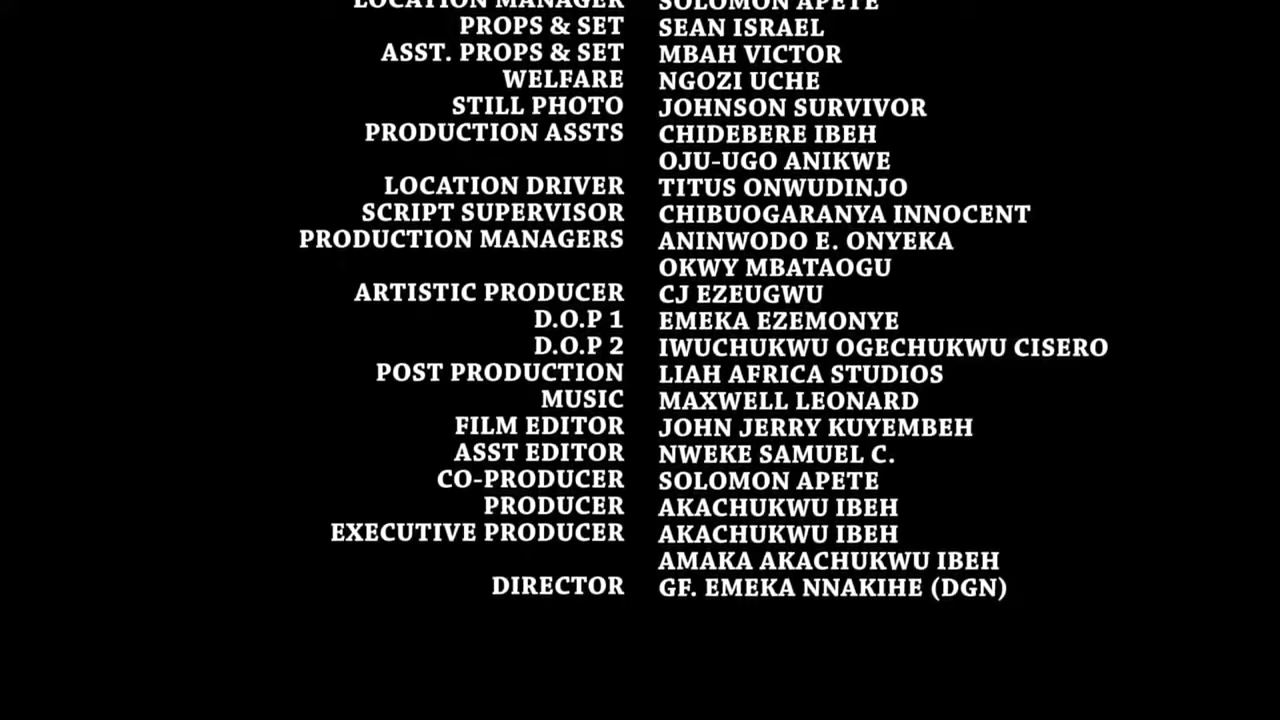 LOCATION MANAGER SOLOMON APETE
PROPS & SET SEAN ISRAEL
ASST. PROPS & SET MBAH VICTOR
WELFARE NGOZI UCHE
STILL PHOTO JOHNSON SURVIVOR
PRODUCTION ASSTS CHIDEBERE IBEH
OJU-UGO ANIKWE
LOCATION DRIVER TITUS ONWUDINJO
SCRIPT SUPERVISOR CHIBUOGARANYA INNOCENT
PRODUCTION MANAGERS ANINWODO E. ONYEKA
OKWY MBATAOGU
ARTISTIC PRODUCER CJ EZEUGWU
D.O.P 1 EMEKA EZEMONYE
D.O.P 2 IWUCHUKWU OGECHUKWU CISERO
POST PRODUCTION LIAH AFRICA STUDIOS
MUSIC MAXWELL LEONARD
FILM EDITOR JOHN JERRY KUYEMBEH
ASST EDITOR NWEKE SAMUEL C.
CO-PRODUCER SOLOMON APETE
PRODUCER AKACHUKWU IBEH
EXECUTIVE PRODUCER AKACHUKWU IBEH
AMAKA AKACHUKWU IBEH
DIRECTOR GF. EMEKA NNAKIHE (DGN)